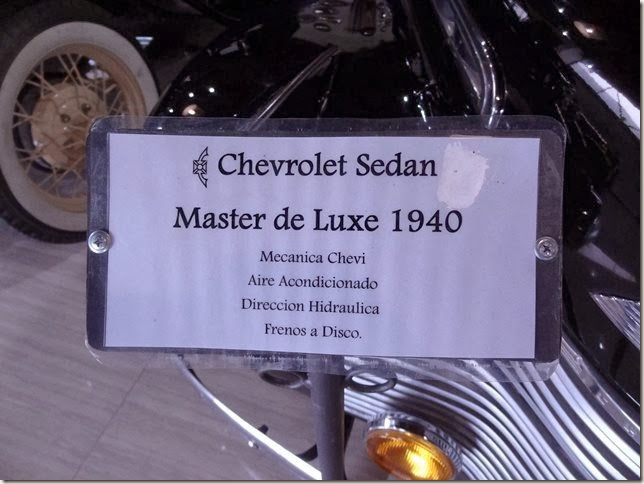 Chevrolet Sedan
Master de Luxe 1940
Mecanica Chevi
Aire Acondicionado
Direccion Hidraulica
Frenos a Disco.